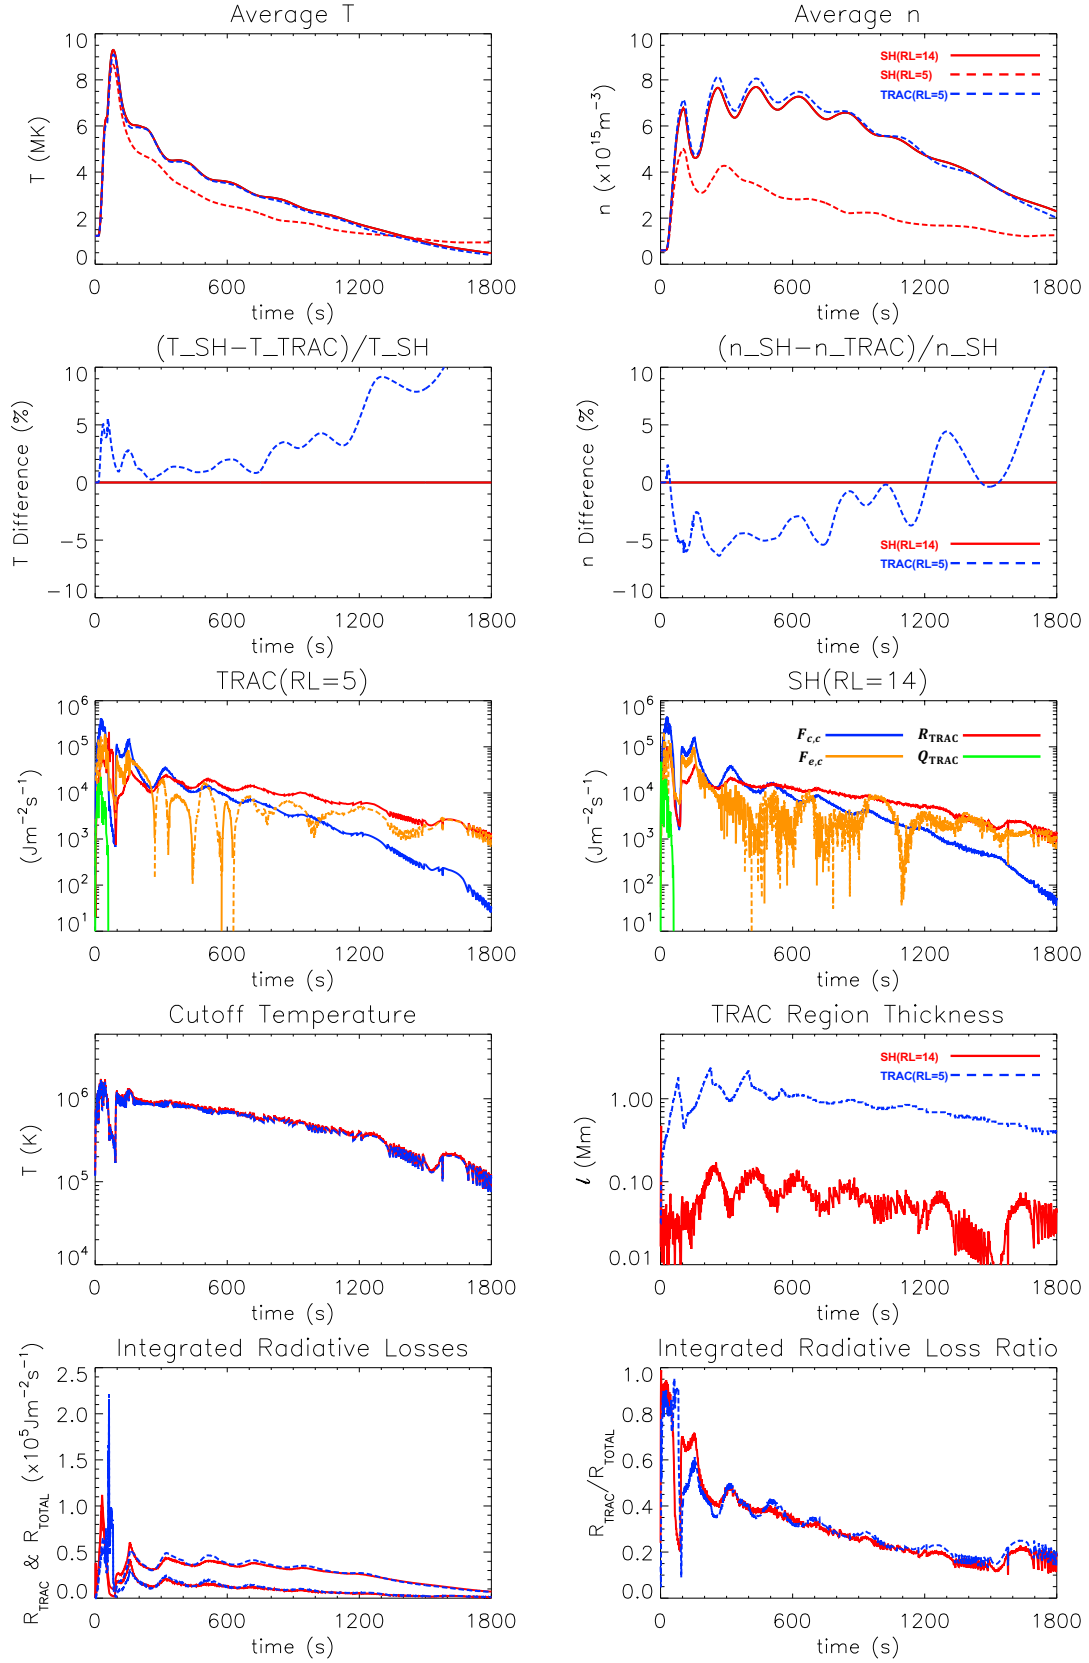 Average T
T (MK)
10
8
6
4
2
0
0 600 1200 1800
time (s)
Average n
n (x10^15 m^-3)
10
8
6
4
2
0
SH(RL=14)
SH(RL=5)
TRAC(RL=5)
0 600 1200 1800
time (s)
(T_SH-T_TRAC)/T_SH
T Difference (%)
10
5
0
-5
-10
0 600 1200 1800
time (s)
(n_SH-n_TRAC)/n_SH
n Difference (%)
10
5
0
-5
-10
SH(RL=14)
TRAC(RL=5)
0 600 1200 1800
time (s)
TRAC(RL=5)
(Jm^-2 s^-1)
10^6
10^5
10^4
10^3
10^2
10^1
0 600 1200 1800
time (s)
SH(RL=14)
(Jm^-2 s^-1)
10^6
10^5
10^4
10^3
10^2
10^1
F_c,c R_TRAC
F_e,c Q_TRAC
0 600 1200 1800
time (s)
Cutoff Temperature
T (K)
10^6
10^5
10^4
0 600 1200 1800
time (s)
TRAC Region Thickness
ℓ (Mm)
1.00
0.10
0.01
SH(RL=14)
TRAC(RL=5)
0 600 1200 1800
time (s)
Integrated Radiative Losses
R_TRAC & R_TOTAL (x10^5 Jm^-2 s^-1)
2.5
2.0
1.5
1.0
0.5
0.0
0 600 1200 1800
time (s)
Integrated Radiative Loss Ratio
R_TRAC/R_TOTAL
1.0
0.8
0.6
0.4
0.2
0.0
0 600 1200 1800
time (s)